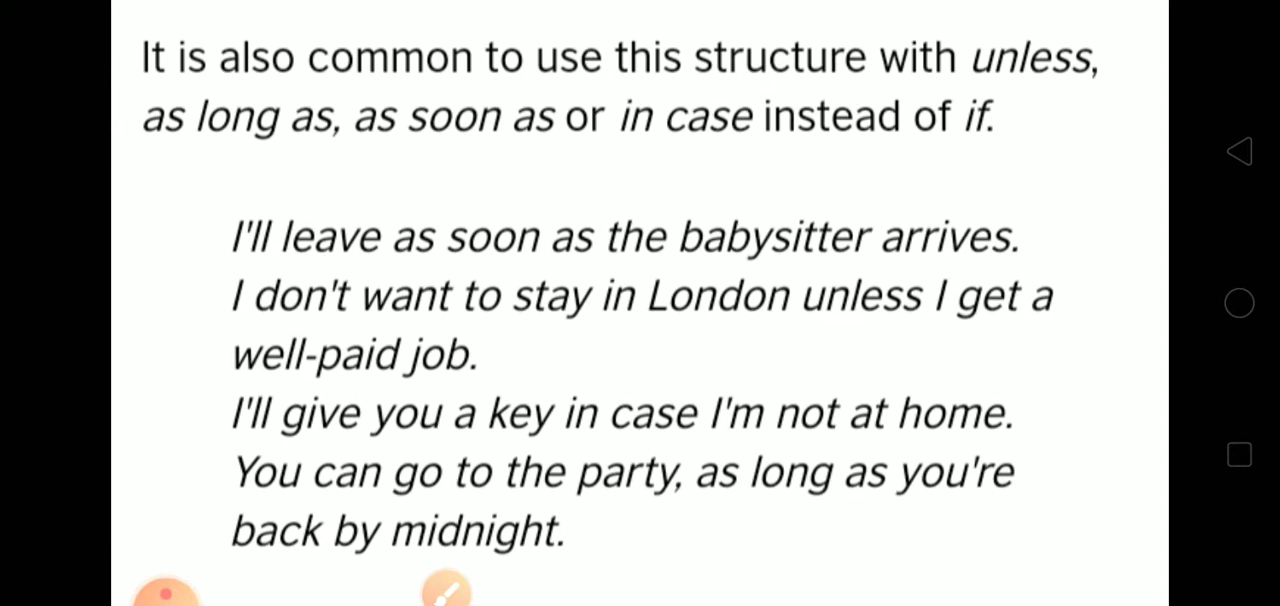 It is also common to use this structure with unless,
as long as, as soon as or in case instead of if.
I'll leave as soon as the babysitter arrives.
I don't want to stay in London unless I get a
well-paid job.
I'll give you a key in case I'm not at home.
You can go to the party, as long as you're
back by midnight.